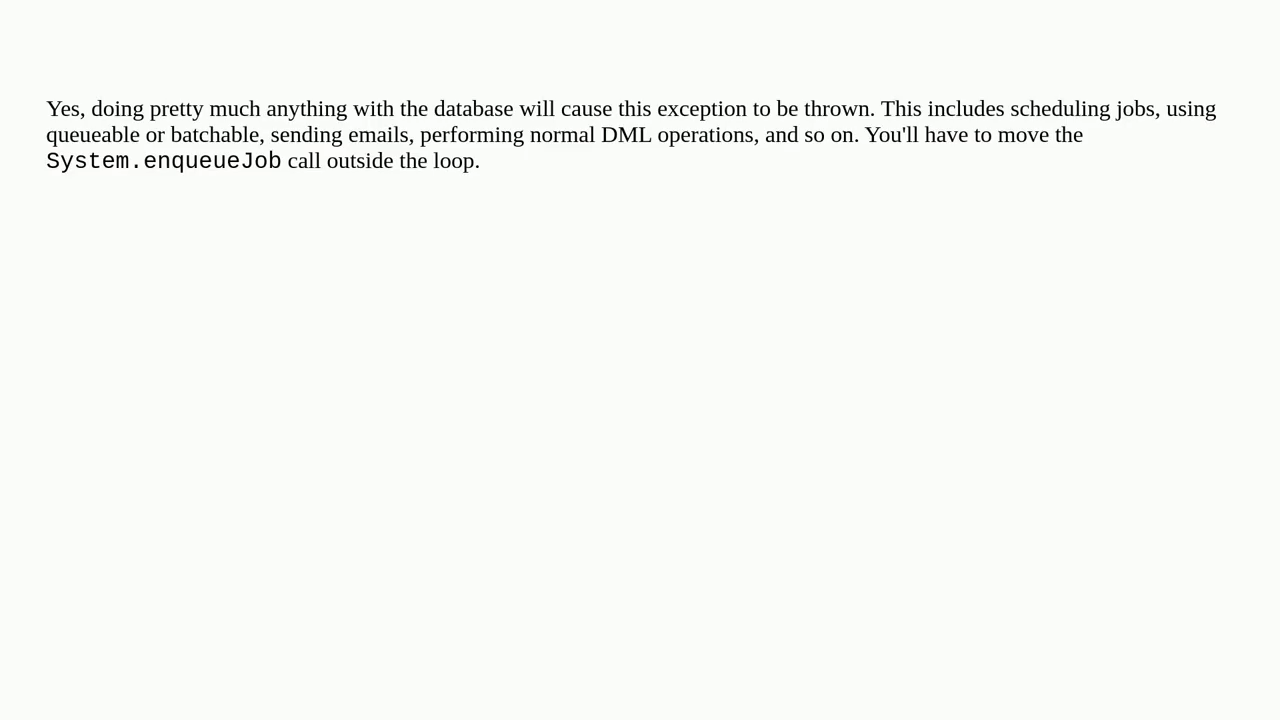 Yes, doing pretty much anything with the database will cause this exception to be thrown. This includes scheduling jobs, using
queueable or batchable, sending emails, performing normal DML operations, and so on. You'll have to move the
System.enqueueJob call outside the loop.